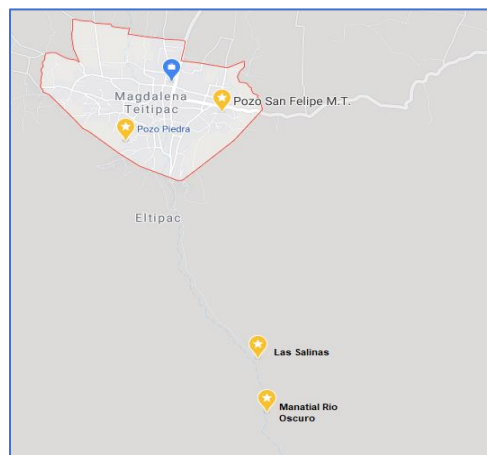 Magdalena
Teitipac
Pozo San Felipe M.T.
Pozo Piedra
Eltipac
Las Salinas
Manatial Rio
Oscuro